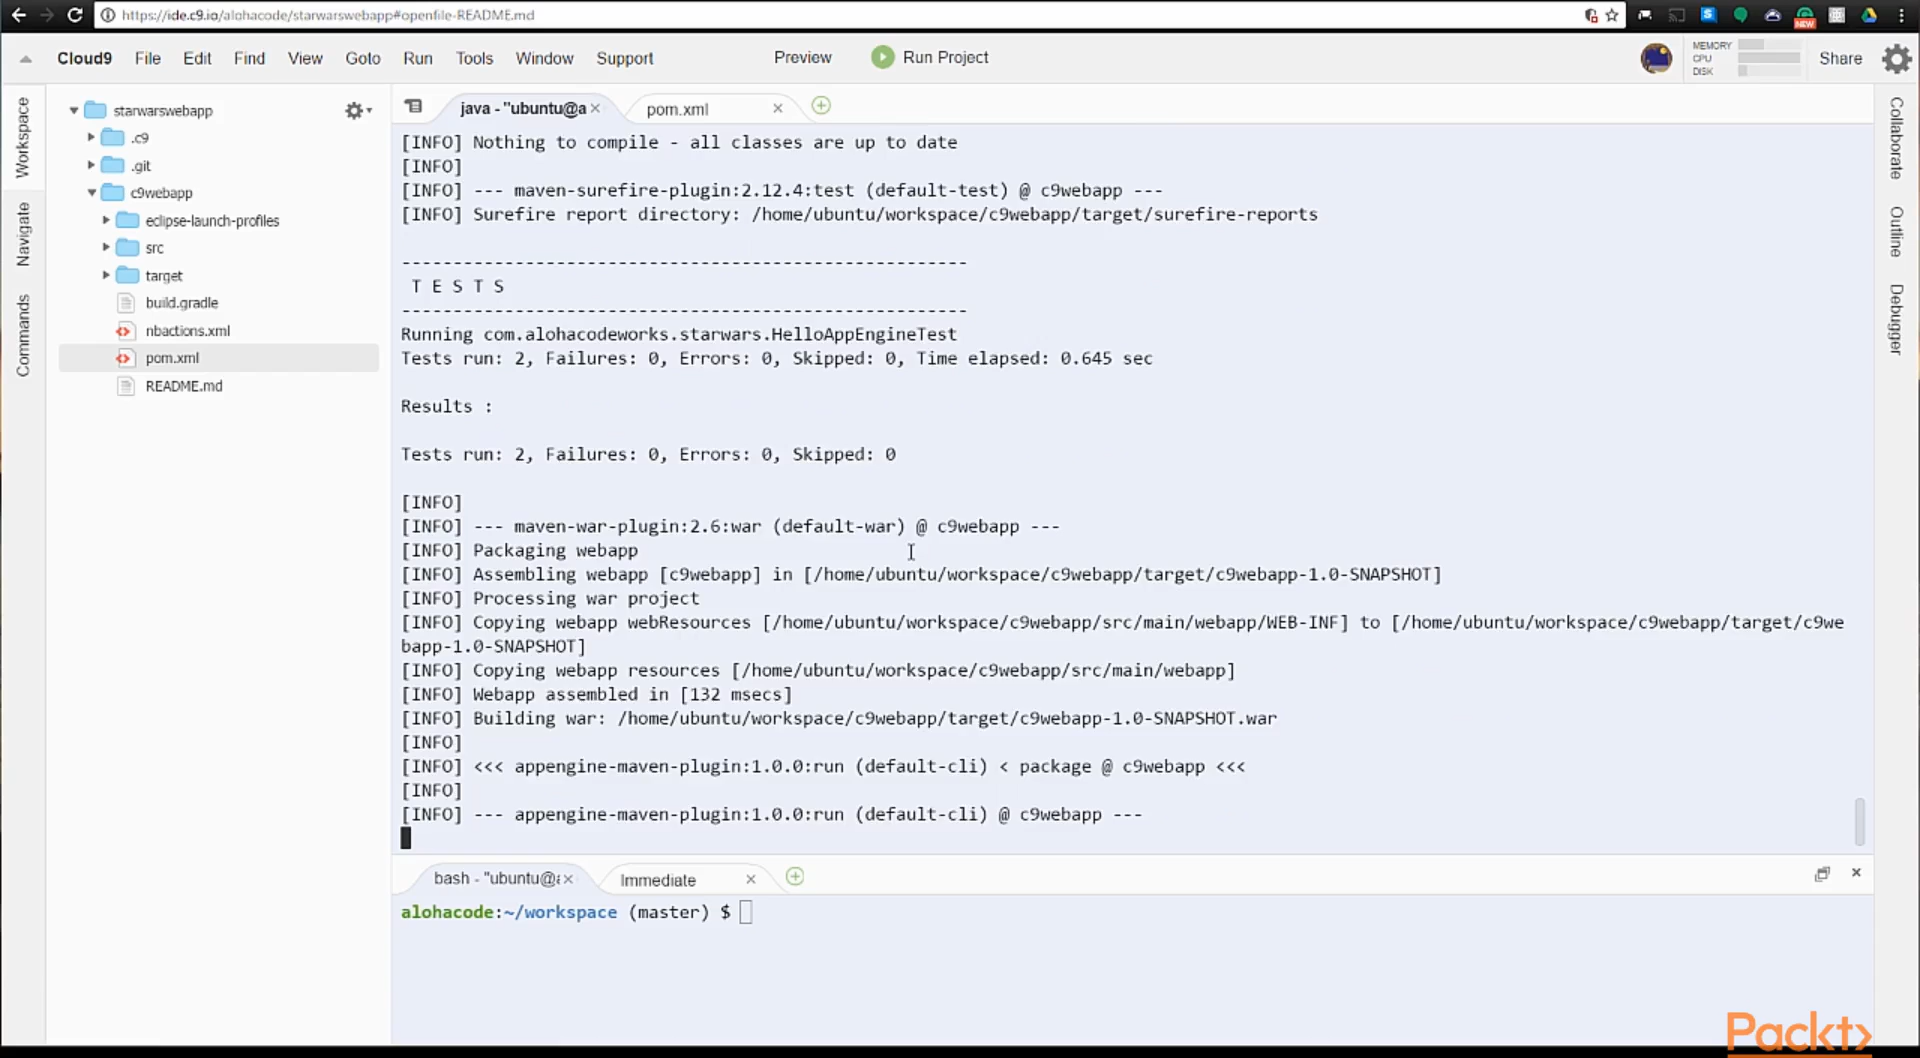 https://ide.c9.io/alohacode/starwarswebapp#openfile-README.md
NEW
Cloud9 File Edit Find View Goto Run Tools Window Support Preview Run Project MEMORY CPU DISK Share
Workspace
Navigate
Commands
starwarswebapp
.c9
.git
c9webapp
eclipse-launch-profiles
src
target
build.gradle
nbactions.xml
pom.xml
README.md
java - "ubuntu@a pom.xml
[INFO] Nothing to compile - all classes are up to date
[INFO]
[INFO] --- maven-surefire-plugin:2.12.4:test (default-test) @ c9webapp ---
[INFO] Surefire report directory: /home/ubuntu/workspace/c9webapp/target/surefire-reports
-------------------------------------------------------
T E S T S
-------------------------------------------------------
Running com.alohacodeworks.starwars.HelloAppEngineTest
Tests run: 2, Failures: 0, Errors: 0, Skipped: 0, Time elapsed: 0.645 sec
Results :
Tests run: 2, Failures: 0, Errors: 0, Skipped: 0
[INFO]
[INFO] --- maven-war-plugin:2.6:war (default-war) @ c9webapp ---
[INFO] Packaging webapp
[INFO] Assembling webapp [c9webapp] in [/home/ubuntu/workspace/c9webapp/target/c9webapp-1.0-SNAPSHOT]
[INFO] Processing war project
[INFO] Copying webapp webResources [/home/ubuntu/workspace/c9webapp/src/main/webapp/WEB-INF] to [/home/ubuntu/workspace/c9webapp/target/c9we
bapp-1.0-SNAPSHOT]
[INFO] Copying webapp resources [/home/ubuntu/workspace/c9webapp/src/main/webapp]
[INFO] Webapp assembled in [132 msecs]
[INFO] Building war: /home/ubuntu/workspace/c9webapp/target/c9webapp-1.0-SNAPSHOT.war
[INFO]
[INFO] <<< appengine-maven-plugin:1.0.0:run (default-cli) < package @ c9webapp <<<
[INFO]
[INFO] --- appengine-maven-plugin:1.0.0:run (default-cli) @ c9webapp ---
bash - "ubuntu@a Immediate
alohacode:~/workspace (master) $
Collaborate
Outline
Debugger
Packt>